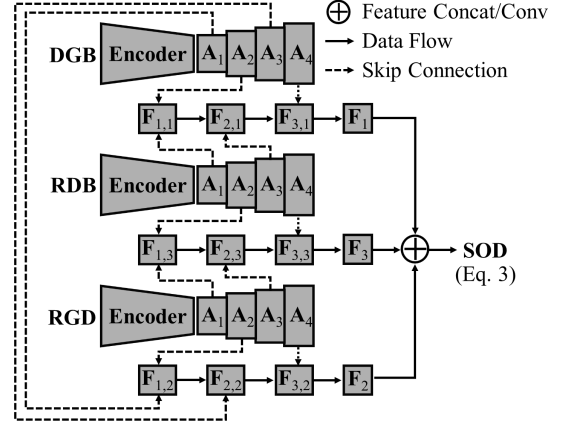 Feature Concat/Conv
Data Flow
Skip Connection
DGB Encoder A1 A2 A3 A4
F1,1 F2,1 F3,1 F1
RDB Encoder A1 A2 A3 A4
F1,3 F2,3 F3,3 F3
SOD
(Eq. 3)
RGD Encoder A1 A2 A3 A4
F1,2 F2,2 F3,2 F2